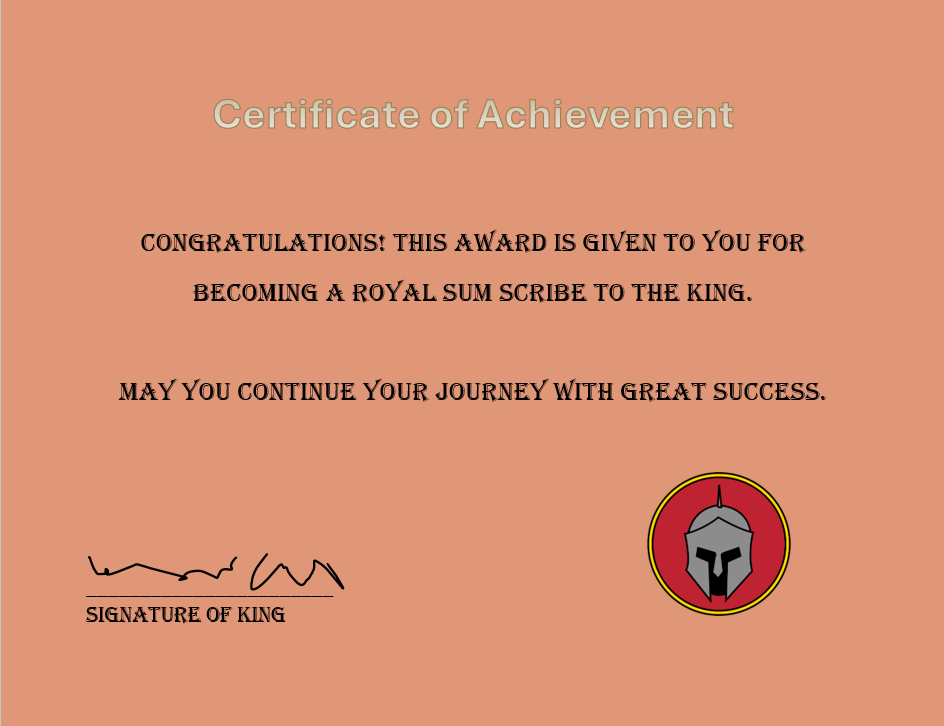 Certificate of Achievement
CONGRATULATIONS! THIS AWARD IS GIVEN TO YOU FOR
BECOMING A ROYAL SUM SCRIBE TO THE KING.
MAY YOU CONTINUE YOUR JOURNEY WITH GREAT SUCCESS.
SIGNATURE OF KING